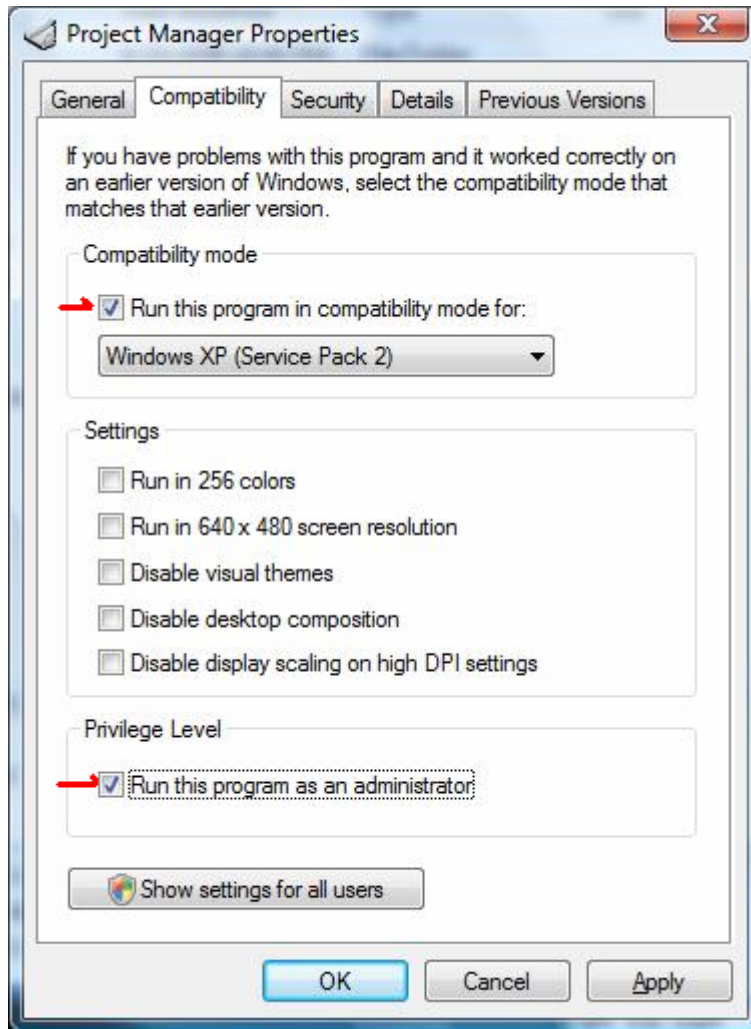 Project Manager Properties
General
Compatibility
Security
Details
Previous Versions
If you have problems with this program and it worked correctly on
an earlier version of Windows, select the compatibility mode that
matches that earlier version.
Compatibility mode
Run this program in compatibility mode for:
Windows XP (Service Pack 2)
Settings
Run in 256 colors
Run in 640 x 480 screen resolution
Disable visual themes
Disable desktop composition
Disable display scaling on high DPI settings
Privilege Level
Run this program as an administrator
Show settings for all users
OK
Cancel
Apply